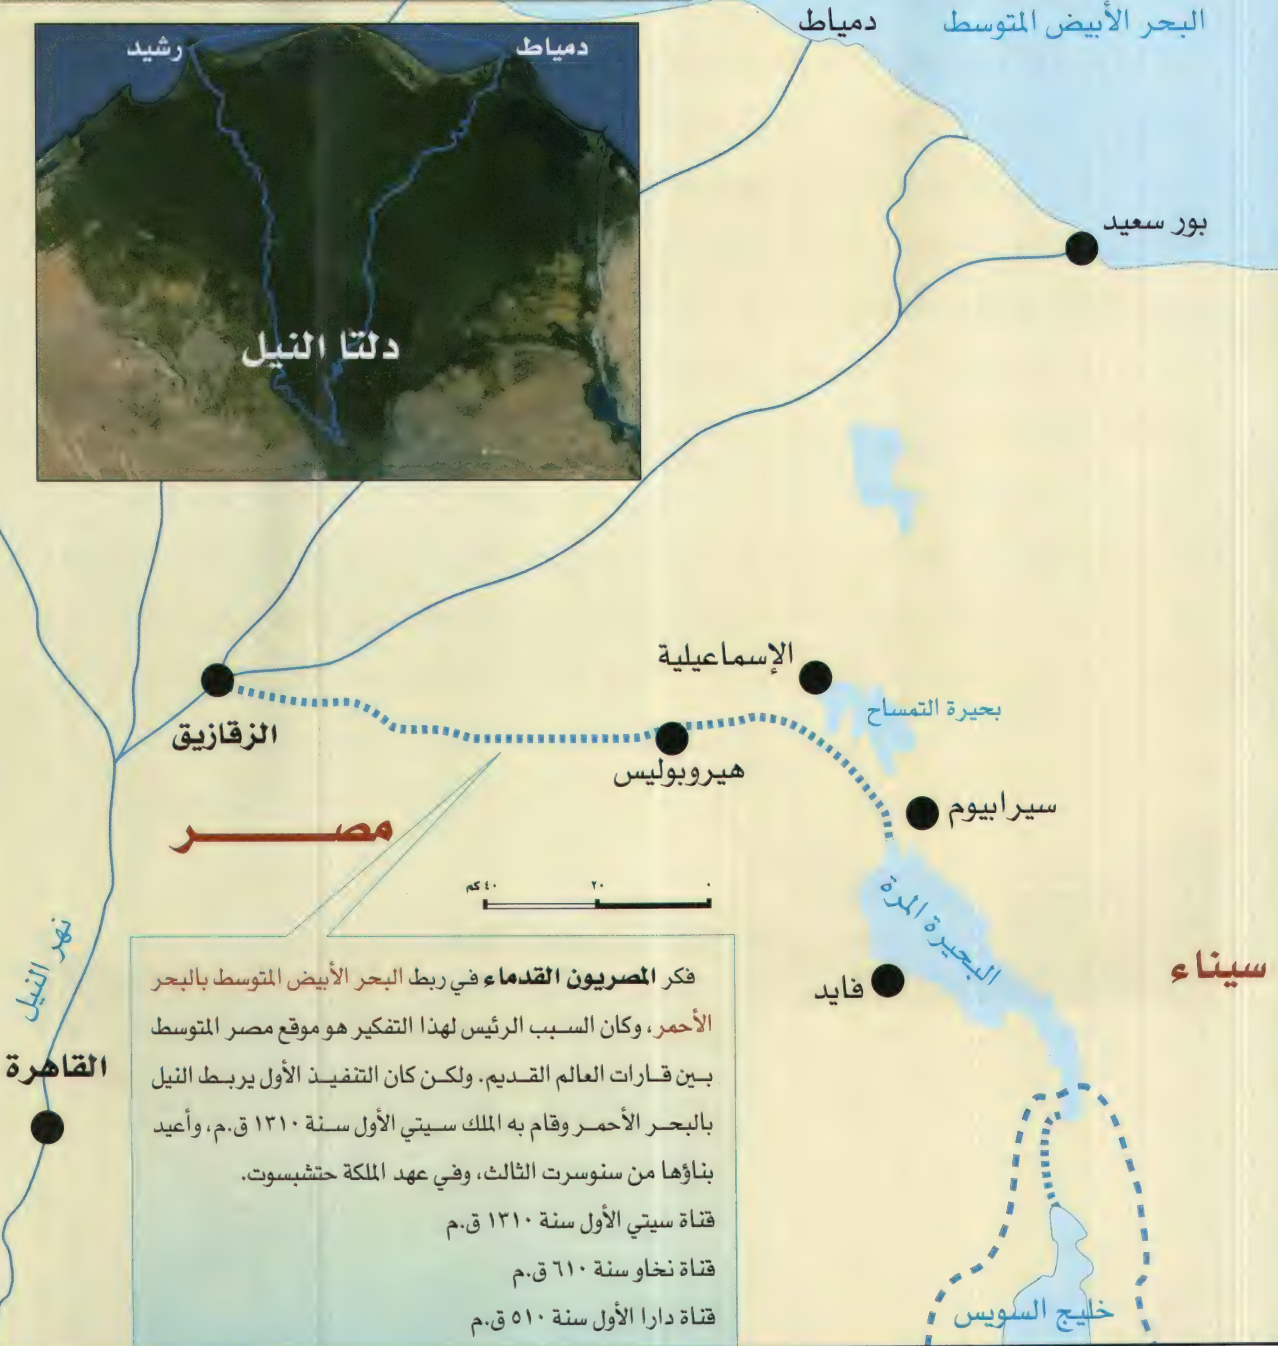 البحر الأبيض المتوسط
دمياط
دمياط
رشيد
بور سعيد
دلتا النيل
الإسماعيلية
بحيرة التمساح
الزقازيق
هيروبوليس
سيرابيوم
مصر
٠ ٢٠ ٤٠ كم
البحيرة المرة
نهر النيل
سيناء
فايد
القاهرة
فكر المصريون القدماء في ربط البحر الأبيض المتوسط بالبحر
الأحمر، وكان السبب الرئيس لهذا التفكير هو موقع مصر المتوسط
بين قارات العالم القديم. ولكن كان التنفيذ الأول يربط النيل
بالبحر الأحمر وقام به الملك سيتي الأول سنة ١٣١٠ ق.م، وأعيد
بناؤها من سنوسرت الثالث، وفي عهد الملكة حتشبسوت.
قناة سيتي الأول سنة ١٣١٠ ق.م
قناة نخاو سنة ٦١٠ ق.م
قناة دارا الأول سنة ٥١٠ ق.م
خليج السويس